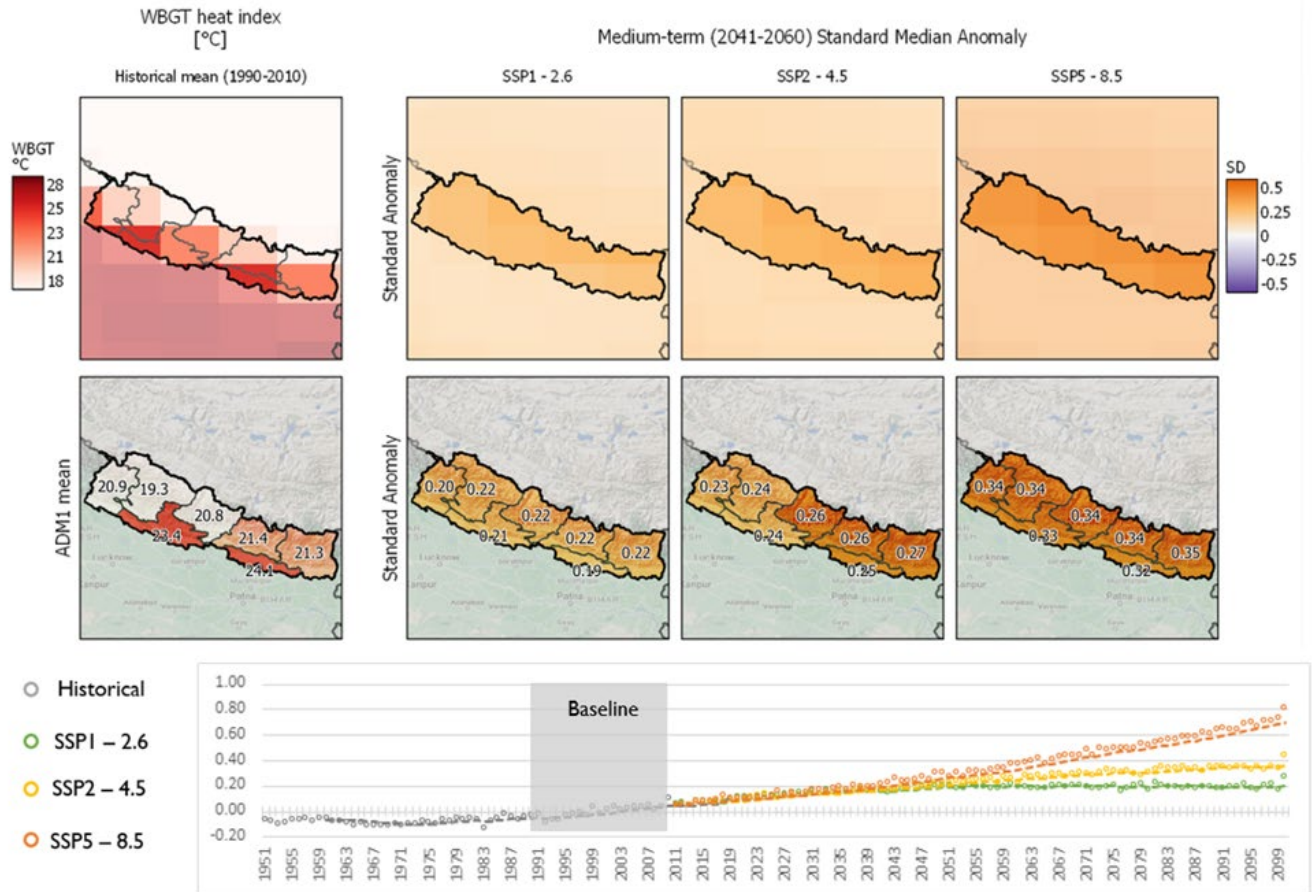 WBGT heat index
[°C]
Medium-term (2041-2060) Standard Median Anomaly
Historical mean (1990-2010)
SSP1 - 2.6
SSP2 - 4.5
SSP5 - 8.5
WBGT
°C
28
25
23
21
18
Standard Anomaly
SD
0.5
0.25
0
-0.25
-0.5
ADM1 mean
20.9
19.3
20.8
23.4
21.4
21.3
24.1
Patna
Standard Anomaly
0.20
0.22
0.22
0.21
0.22
0.22
0.19
Patna
0.23
0.24
0.26
0.24
0.26
0.27
0.25
Patna
0.34
0.34
0.34
0.33
0.34
0.35
0.32
Patna
Historical
SSP1 – 2.6
SSP2 – 4.5
SSP5 – 8.5
1.00
0.80
0.60
0.40
0.20
0.00
-0.20
Baseline
1951 1955 1959 1963 1967 1971 1975 1979 1983 1987 1991 1995 1999 2003 2007 2011 2015 2019 2023 2027 2031 2035 2039 2043 2047 2051 2055 2059 2063 2067 2071 2075 2079 2083 2087 2091 2095 2099